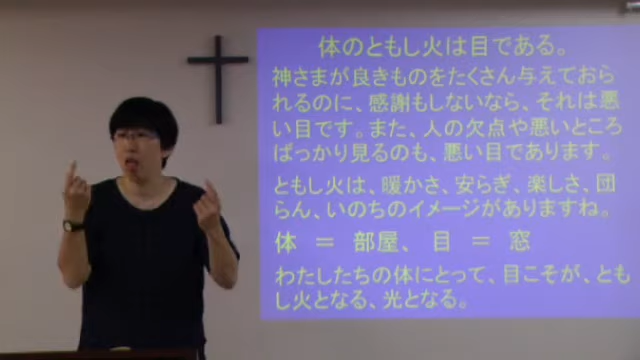 体のともし火は目である。
神さまが良きものをたくさん与えておら
れるのに、感謝もしないなら、それは悪
い目です。また、人の欠点や悪いところ
ばっかり見るのも、悪い目であります。
ともし火は、暖かさ、安らぎ、楽しさ、団
らん、いのちのイメージがありますね。
体 ＝ 部屋、 目 ＝ 窓
わたしたちの体にとって、目こそが、とも
し火となる、光となる。